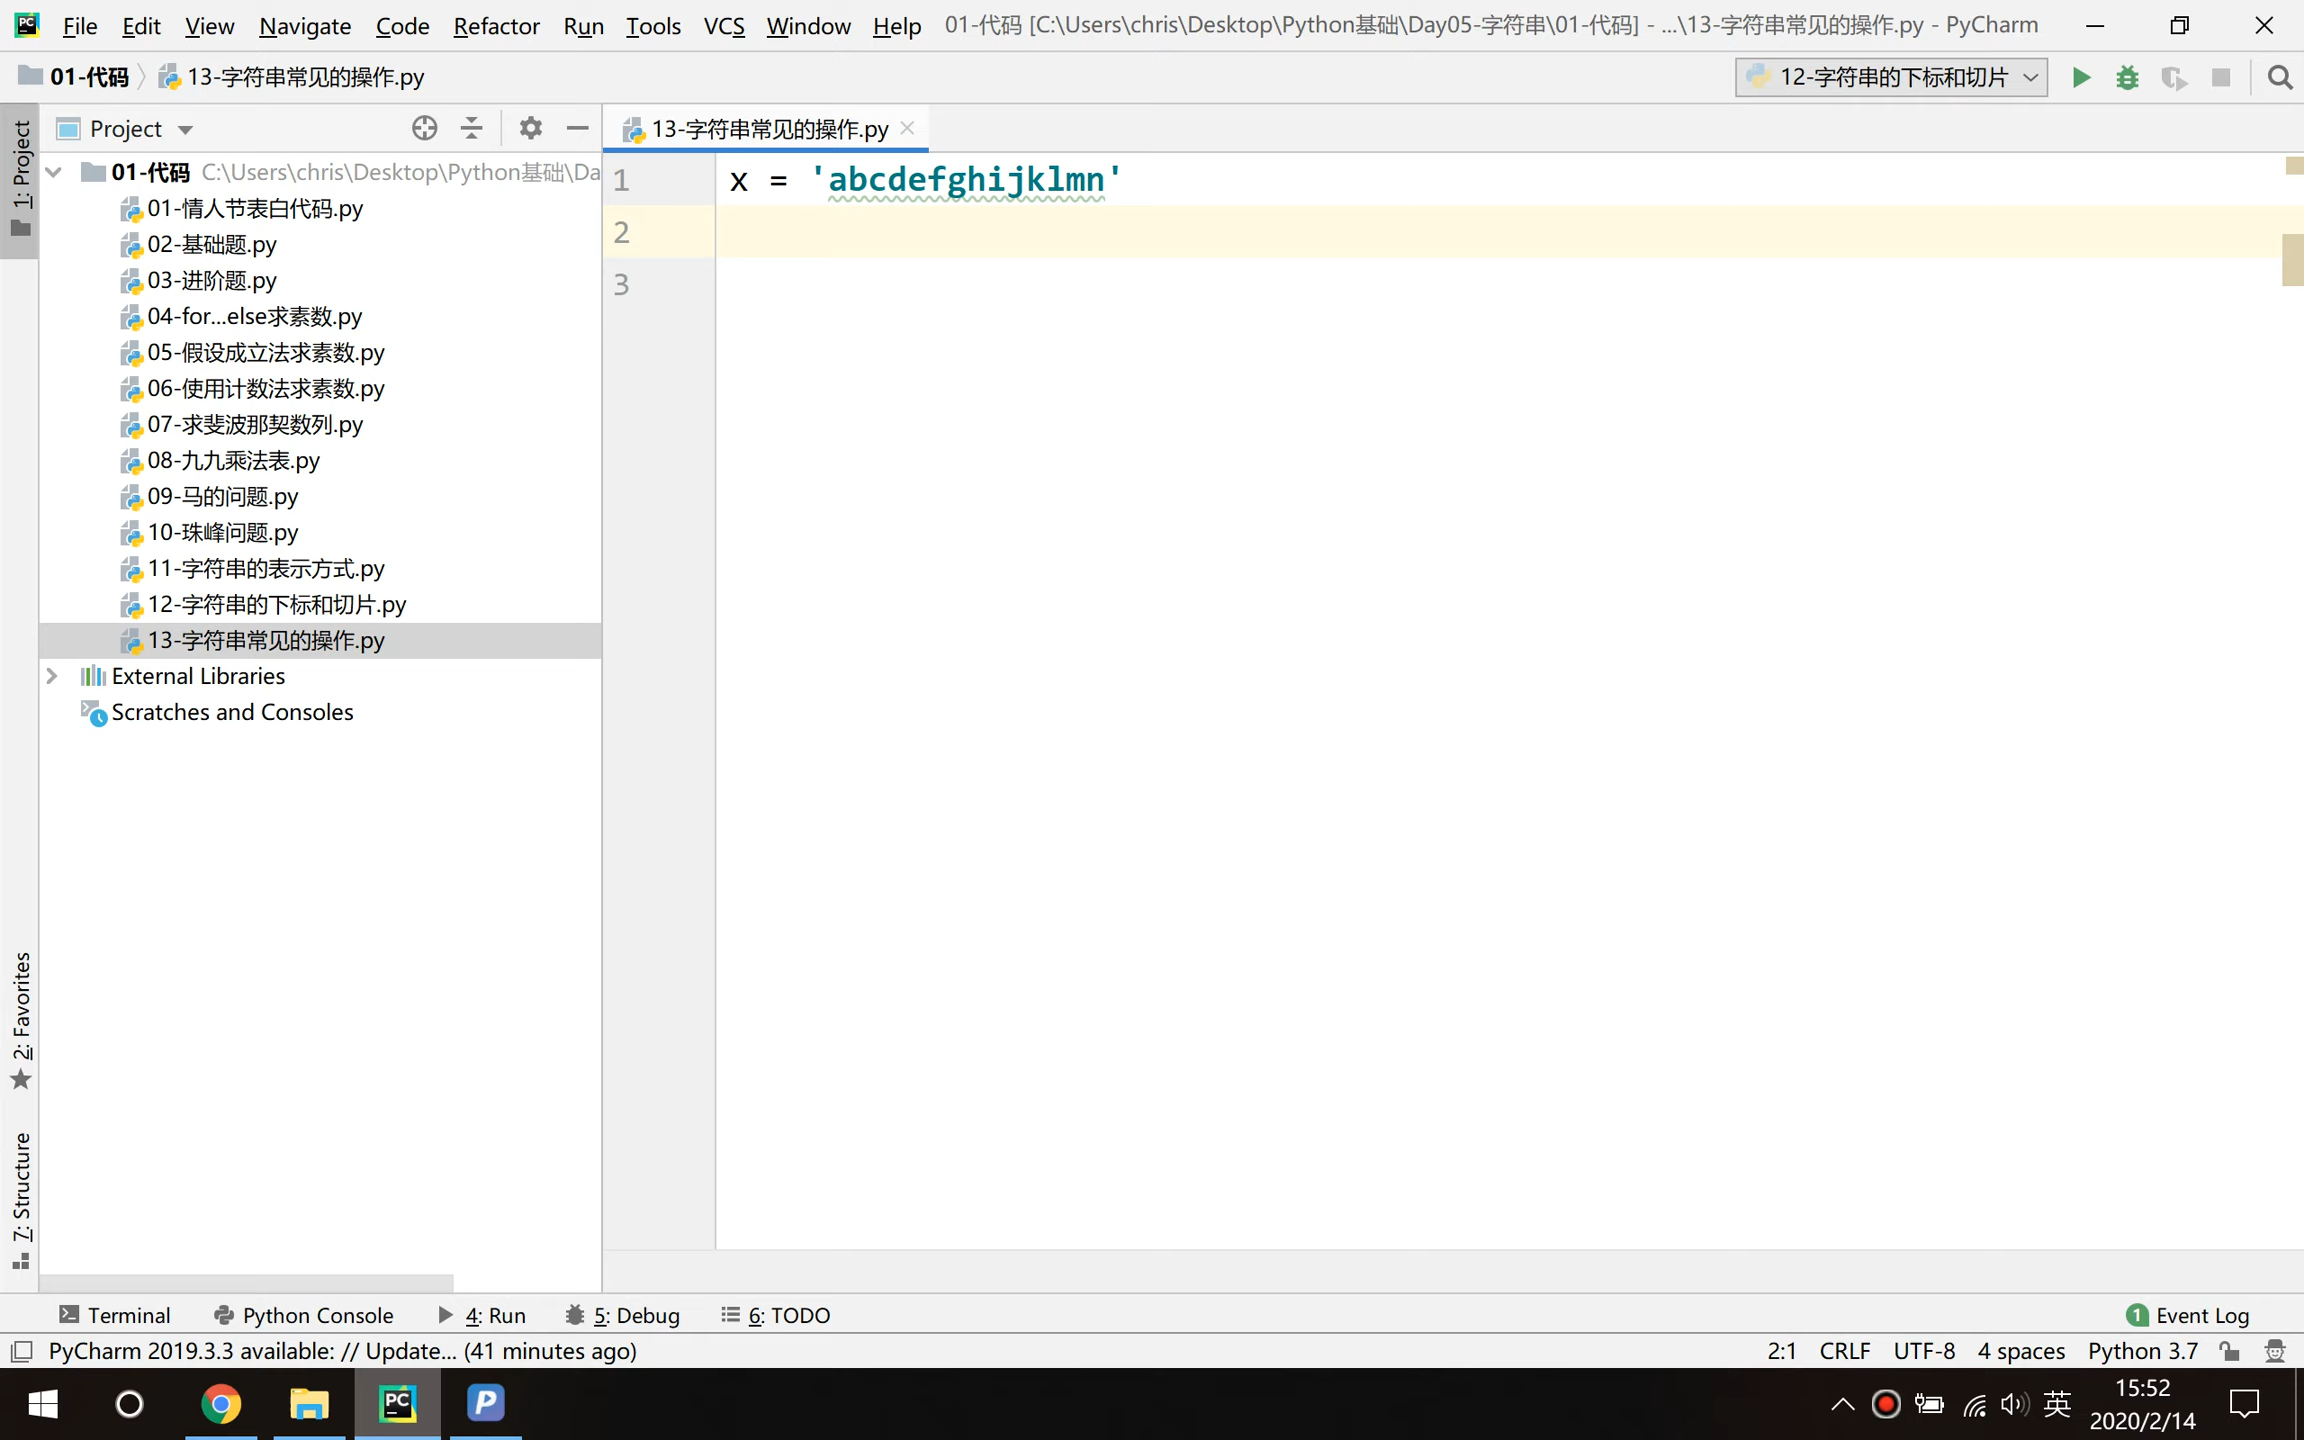 File Edit View Navigate Code Refactor Run Tools VCS Window Help 01-代码 [C:\Users\chris\Desktop\Python基础\Day05-字符串\01-代码] - ...\13-字符串常见的操作.py - PyCharm
01-代码 13-字符串常见的操作.py 12-字符串的下标和切片
Project
13-字符串常见的操作.py
1: Project
01-代码 C:\Users\chris\Desktop\Python基础\Da
01-情人节表白代码.py
02-基础题.py
03-进阶题.py
04-for...else求素数.py
05-假设成立法求素数.py
06-使用计数法求素数.py
07-求斐波那契数列.py
08-九九乘法表.py
09-马的问题.py
10-珠峰问题.py
11-字符串的表示方式.py
12-字符串的下标和切片.py
13-字符串常见的操作.py
External Libraries
Scratches and Consoles
1 x = 'abcdefghijklmn'
2
3
2: Favorites
7: Structure
Terminal Python Console 4: Run 5: Debug 6: TODO 1 Event Log
PyCharm 2019.3.3 available: // Update... (41 minutes ago) 2:1 CRLF UTF-8 4 spaces Python 3.7
英 15:52
2020/2/14